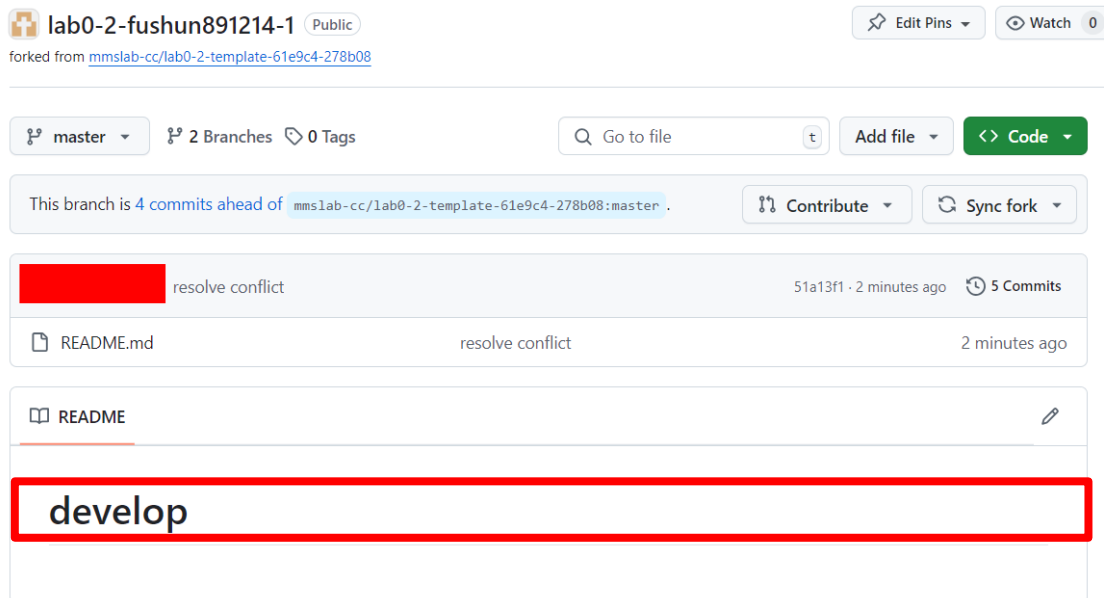 lab0-2-fushun891214-1 Public Edit Pins Watch 0
forked from mmslab-cc/lab0-2-template-61e9c4-278b08
master 2 Branches 0 Tags Go to file t Add file Code
This branch is 4 commits ahead of mmslab-cc/lab0-2-template-61e9c4-278b08:master . Contribute Sync fork
resolve conflict 51a13f1 · 2 minutes ago 5 Commits
README.md resolve conflict 2 minutes ago
README
develop